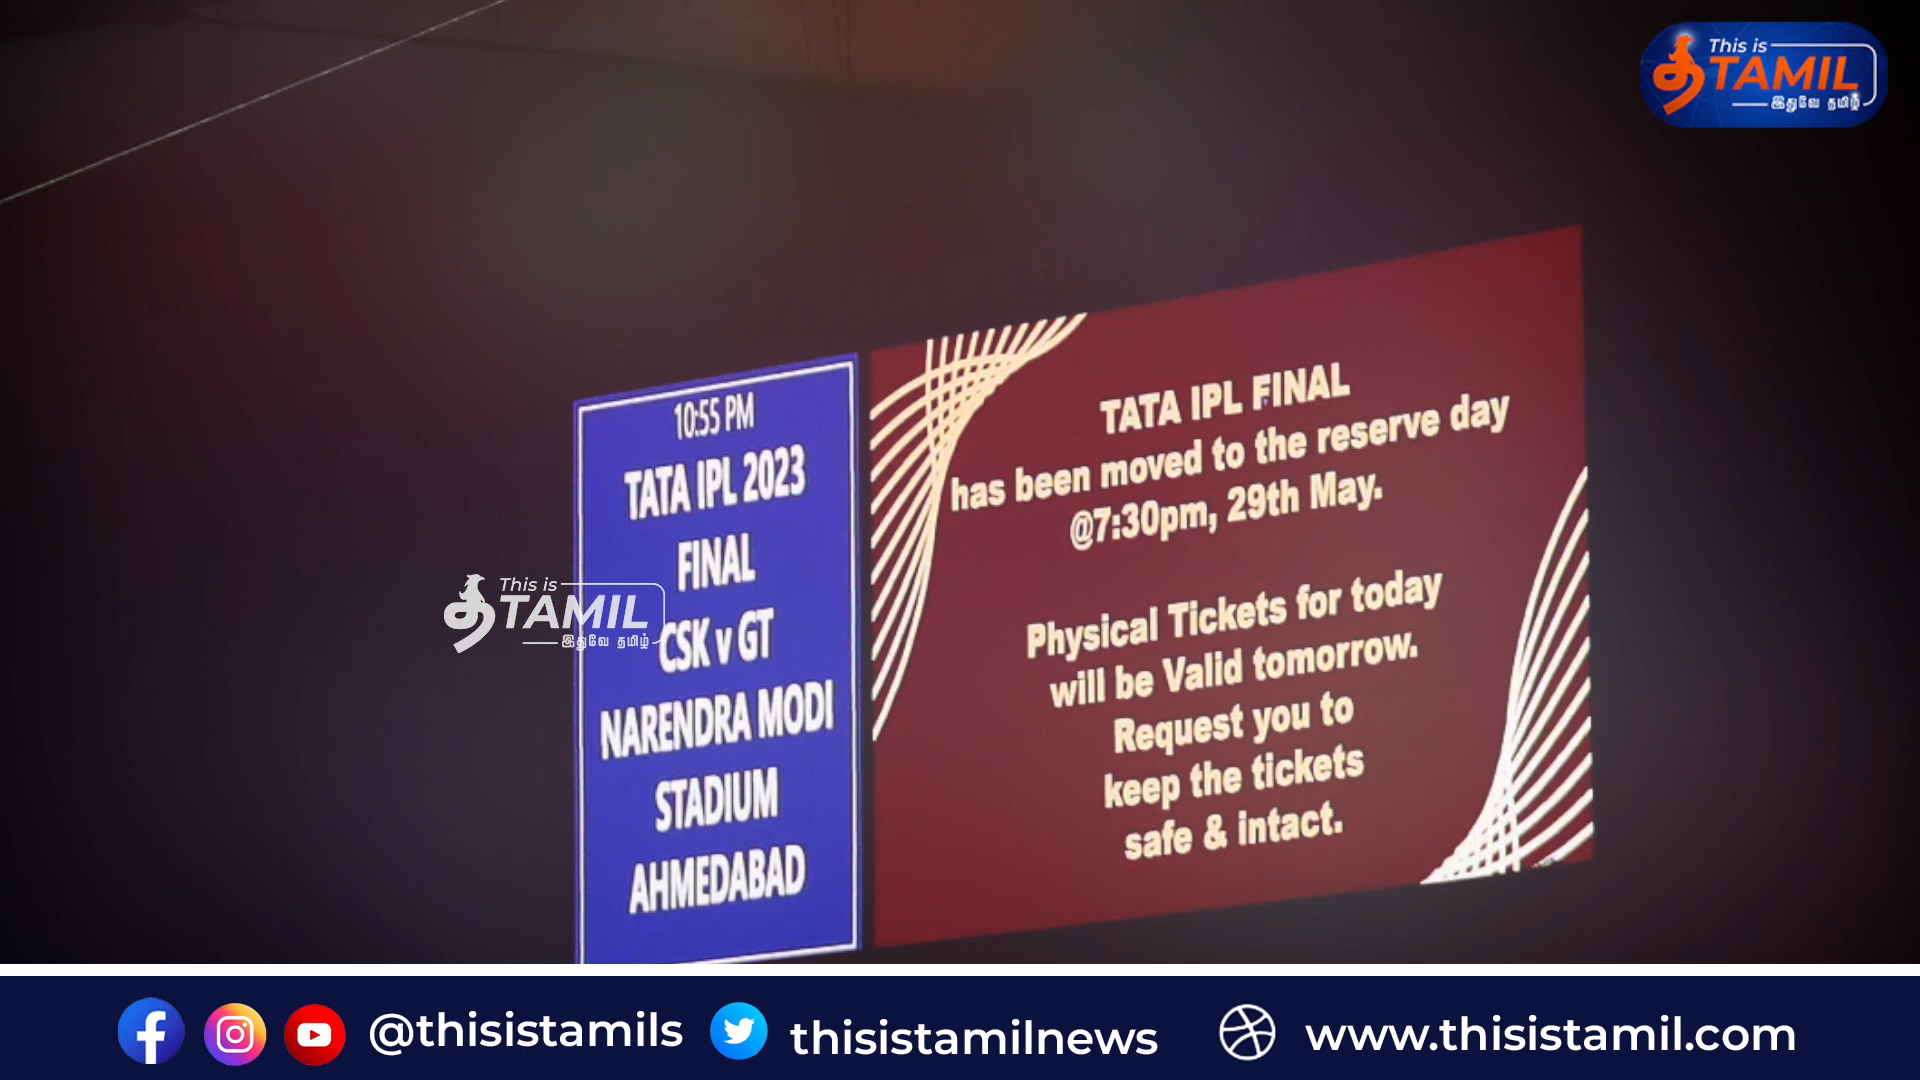 This is
த TAMIL
இதுவே தமிழ்
10:55 PM
TATA IPL 2023
FINAL
CSK v GT
NARENDRA MODI
STADIUM
AHMEDABAD
TATA IPL FINAL
has been moved to the reserve day
@7:30pm, 29th May.
Physical Tickets for today
will be Valid tomorrow.
Request you to
keep the tickets
safe & intact.
This is
த TAMIL
இதுவே தமிழ்
@thisistamils
thisistamilnews
www.thisistamil.com